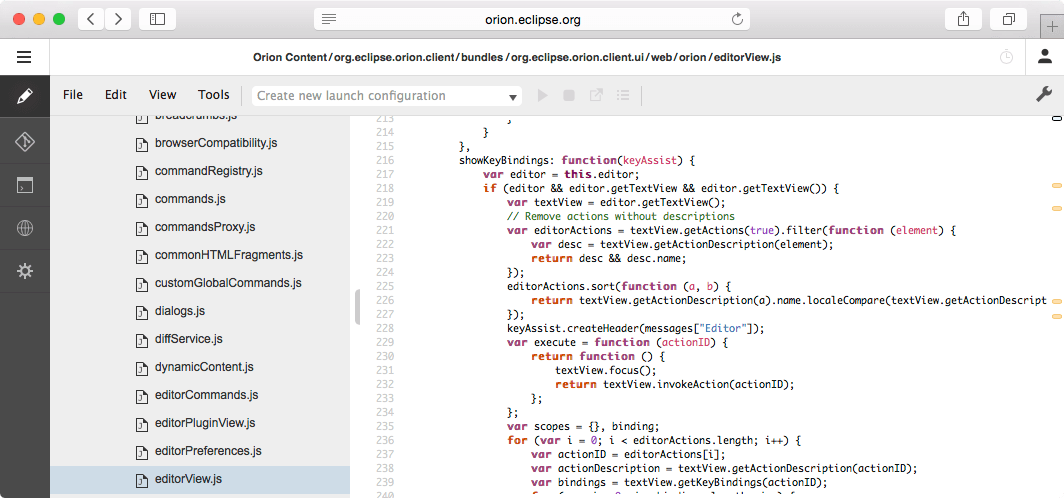 orion.eclipse.org
Orion Content/org.eclipse.orion.client/bundles/org.eclipse.orion.client.ui/web/orion/editorView.js
File Edit View Tools Create new launch configuration
breadcrumbs.js
browserCompatibility.js
commandRegistry.js
commands.js
commandsProxy.js
commonHTMLFragments.js
customGlobalCommands.js
dialogs.js
diffService.js
dynamicContent.js
editorCommands.js
editorPluginView.js
editorPreferences.js
editorView.js
213 }
214 }
215 },
216 showKeyBindings: function(keyAssist) {
217 var editor = this.editor;
218 if (editor && editor.getTextView && editor.getTextView()) {
219 var textView = editor.getTextView();
220 // Remove actions without descriptions
221 var editorActions = textView.getActions(true).filter(function (element) {
222 var desc = textView.getActionDescription(element);
223 return desc && desc.name;
224 });
225 editorActions.sort(function (a, b) {
226 return textView.getActionDescription(a).name.localeCompare(textView.getActionDescript
227 });
228 keyAssist.createHeader(messages["Editor"]);
229 var execute = function (actionID) {
230 return function () {
231 textView.focus();
232 return textView.invokeAction(actionID);
233 };
234 };
235 var scopes = {}, binding;
236 for (var i = 0; i < editorActions.length; i++) {
237 var actionID = editorActions[i];
238 var actionDescription = textView.getActionDescription(actionID);
239 var bindings = textView.getKeyBindings(actionID);
240